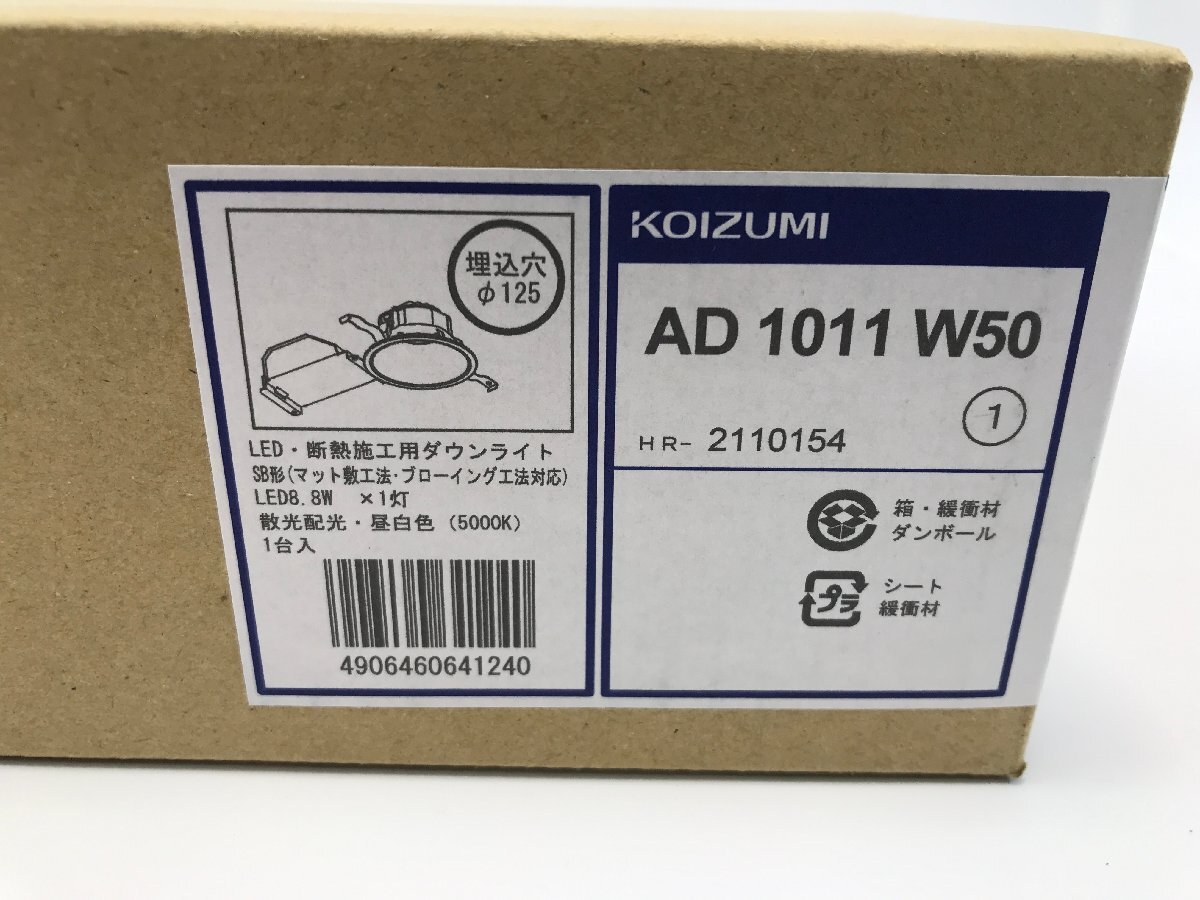 埋込穴
φ125
LED・断熱施工用ダウンライト
SB形(マット敷工法・ブローイング工法対応)
LED8.8W ×1灯
散光配光・昼白色 (5000K)
1台入
4906460641240
KOIZUMI
AD 1011 W50
1
HR- 2110154
箱・緩衝材
ダンボール
プラ
シート
緩衝材